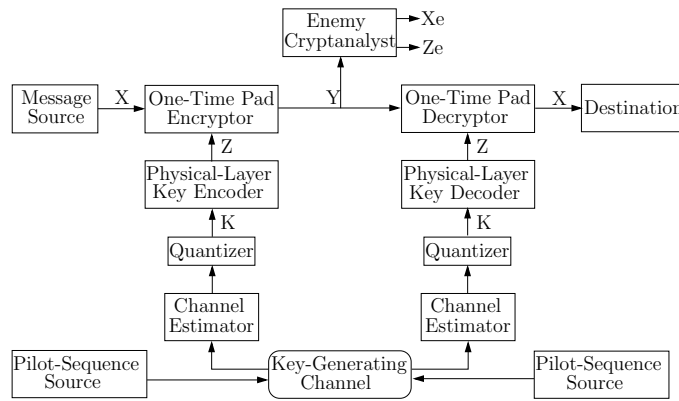 Enemy
Cryptanalyst
Xe
Ze
Message
Source
X
One-Time Pad
Encryptor
Y
One-Time Pad
Decryptor
X
Destination
Z
Z
Physical-Layer
Key Encoder
Physical-Layer
Key Decoder
K
K
Quantizer
Quantizer
Channel
Estimator
Channel
Estimator
Pilot-Sequence
Source
Key-Generating
Channel
Pilot-Sequence
Source